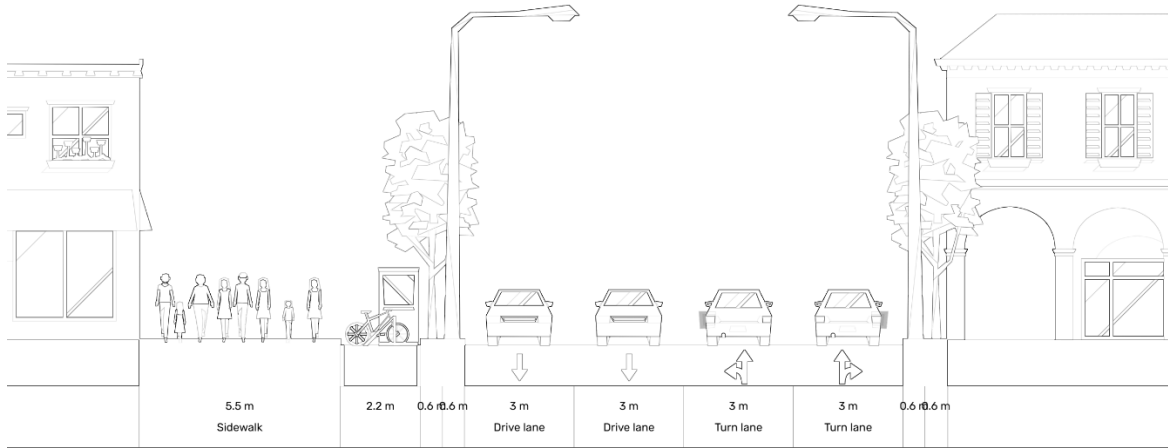 5.5 m
Sidewalk
2.2 m
0.6 m
0.6 m
3 m
Drive lane
3 m
Drive lane
3 m
Turn lane
3 m
Turn lane
0.6 m
0.6 m